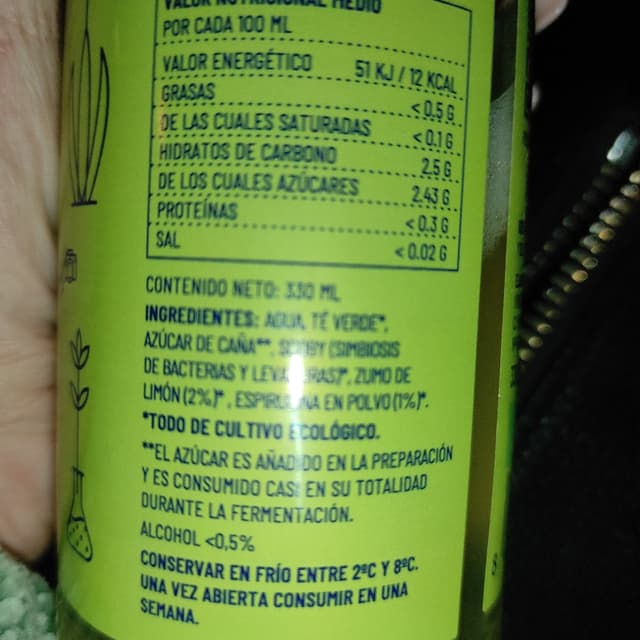 VALOR NUTRICIONAL MEDIO
POR CADA 100 ML
VALOR ENERGÉTICO 51 KJ / 12 KCAL
GRASAS <0,5 G
DE LAS CUALES SATURADAS <0,1 G
HIDRATOS DE CARBONO 2,5 G
DE LOS CUALES AZÚCARES 2,43 G
PROTEÍNAS <0,3 G
SAL <0,02 G
CONTENIDO NETO: 330 ML
INGREDIENTES: AGUA, TÉ VERDE*,
AZÚCAR DE CAÑA**, (SIMBIOSIS
DE BACTERIAS Y LEVADURAS)*, ZUMO DE
LIMÓN (2%)*, ESPIRULINA EN POLVO (1%)*.
*TODO DE CULTIVO ECOLÓGICO.
**EL AZÚCAR ES AÑADIDO EN LA PREPARACIÓN
Y ES CONSUMIDO CASI EN SU TOTALIDAD
DURANTE LA FERMENTACIÓN.
ALCOHOL <0,5%
CONSERVAR EN FRÍO ENTRE 2ºC Y 8ºC.
UNA VEZ ABIERTA CONSUMIR EN UNA
SEMANA.